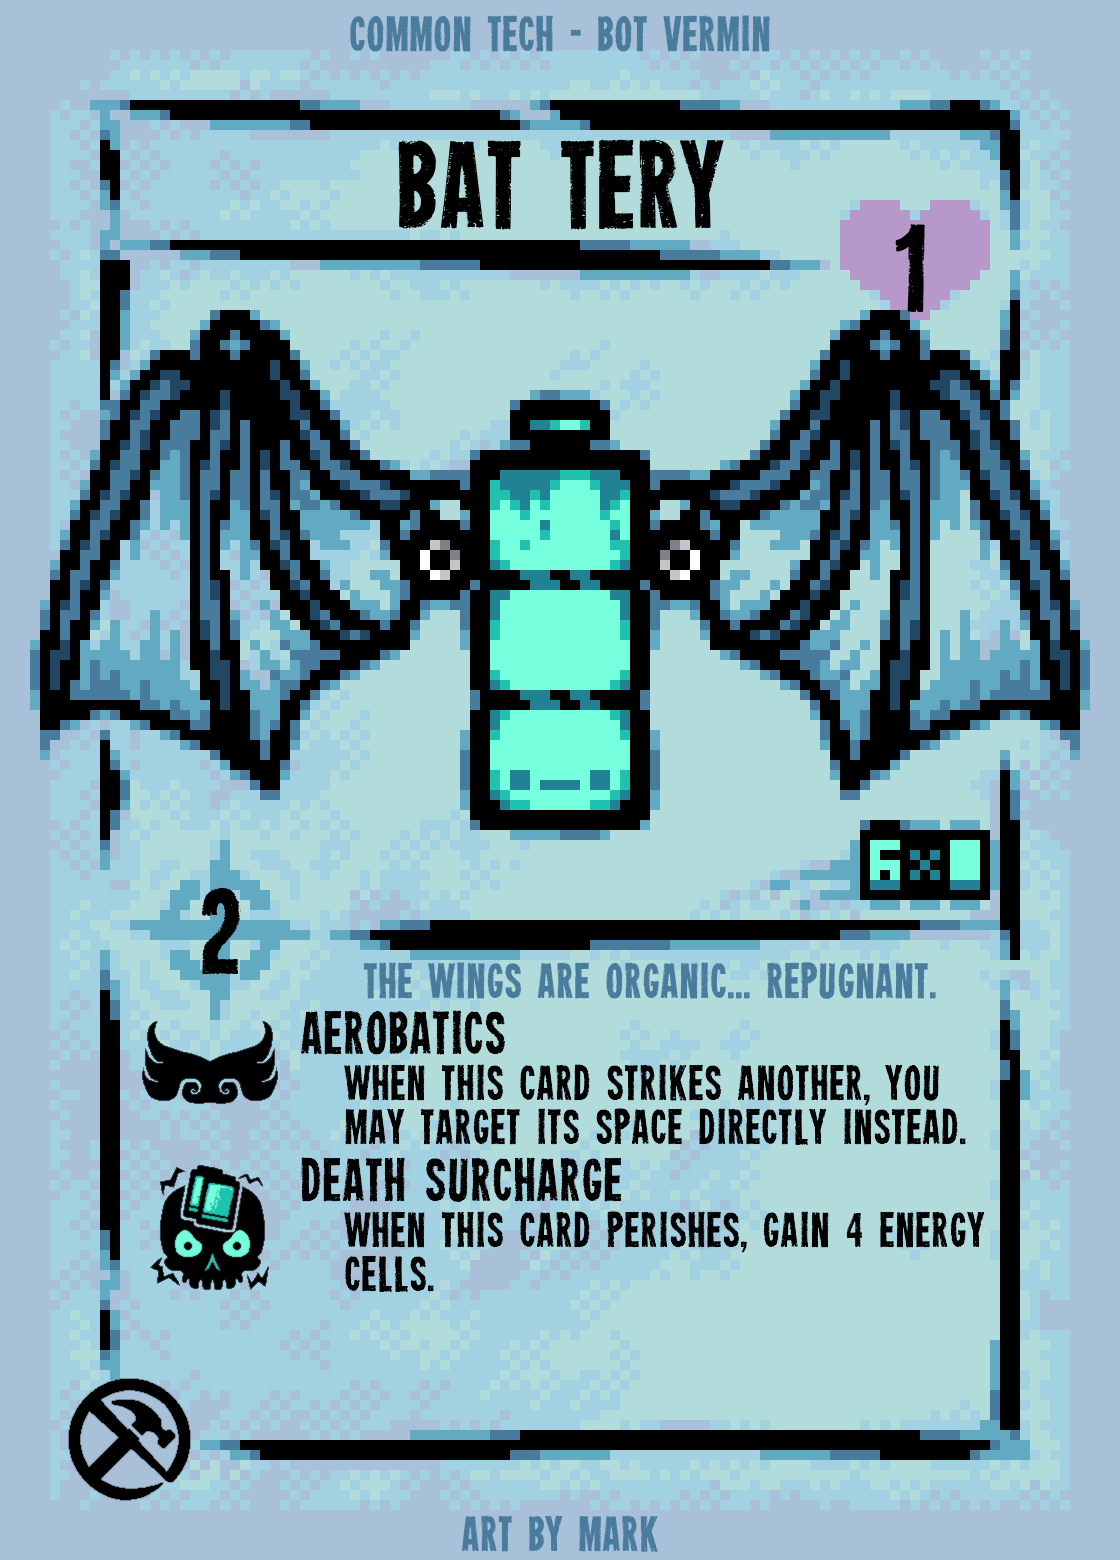 COMMON TECH - BOT VERMIN
BAT TERY
1
6X
2
THE WINGS ARE ORGANIC... REPUGNANT.
AEROBATICS
WHEN THIS CARD STRIKES ANOTHER, YOU
MAY TARGET ITS SPACE DIRECTLY INSTEAD.
DEATH SURCHARGE
WHEN THIS CARD PERISHES, GAIN 4 ENERGY
CELLS.
ART BY MARK